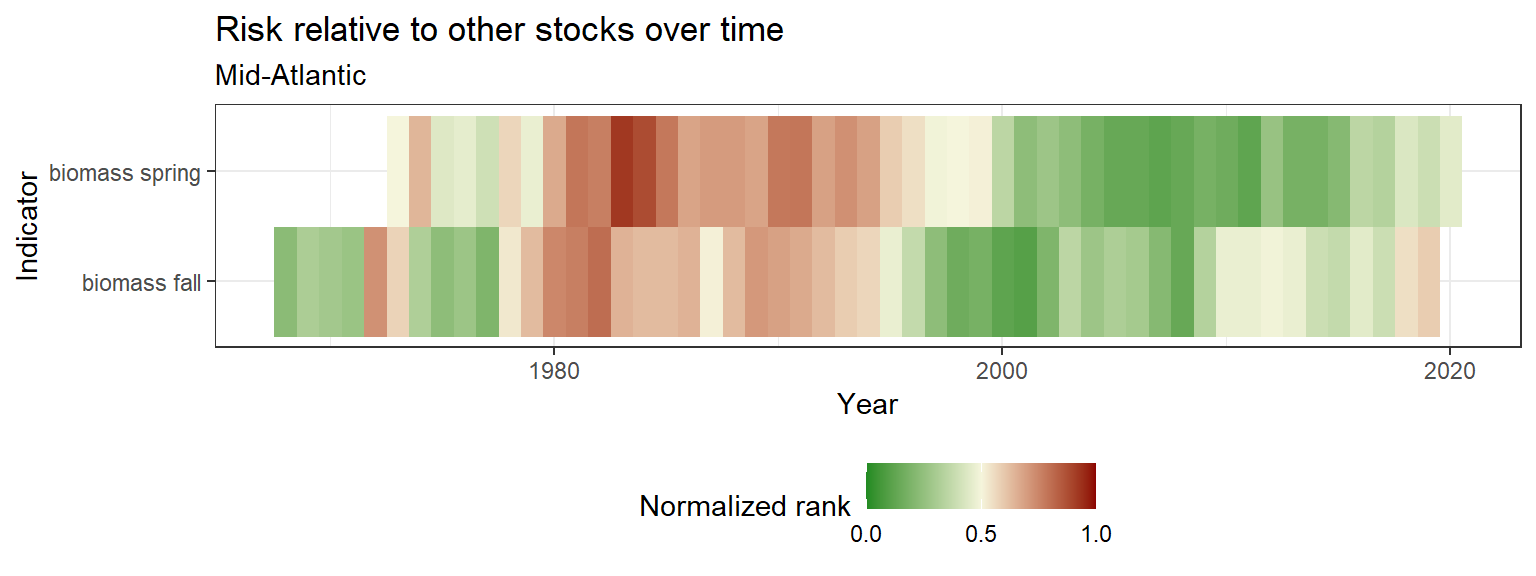 Risk relative to other stocks over time
Mid-Atlantic
Indicator
biomass spring
biomass fall
1980 2000 2020
Year
Normalized rank
0.0 0.5 1.0